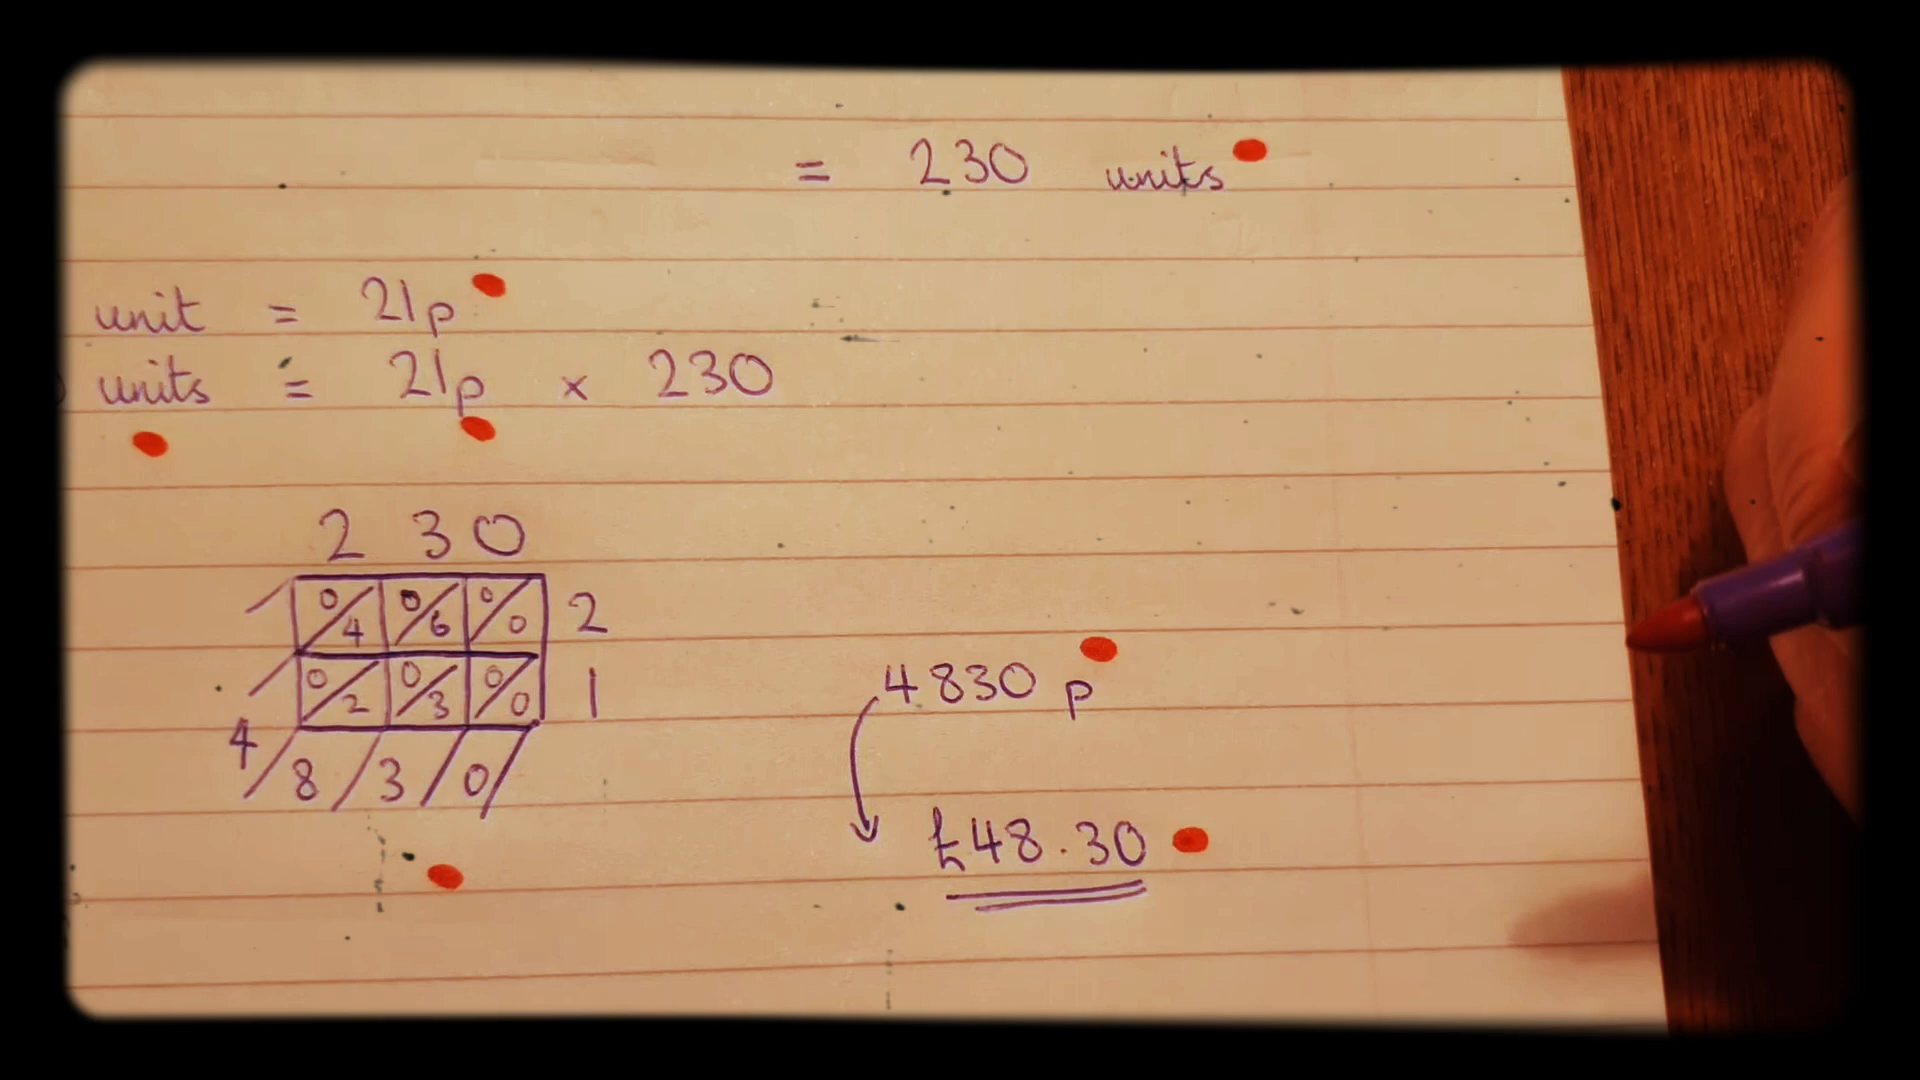 = 230 units
unit = 21p
units = 21p x 230
2 3 0
0 4 0 6 0 0 2
0 2 0 3 0 0 1
4 8 3 0
4830 p
£48.30